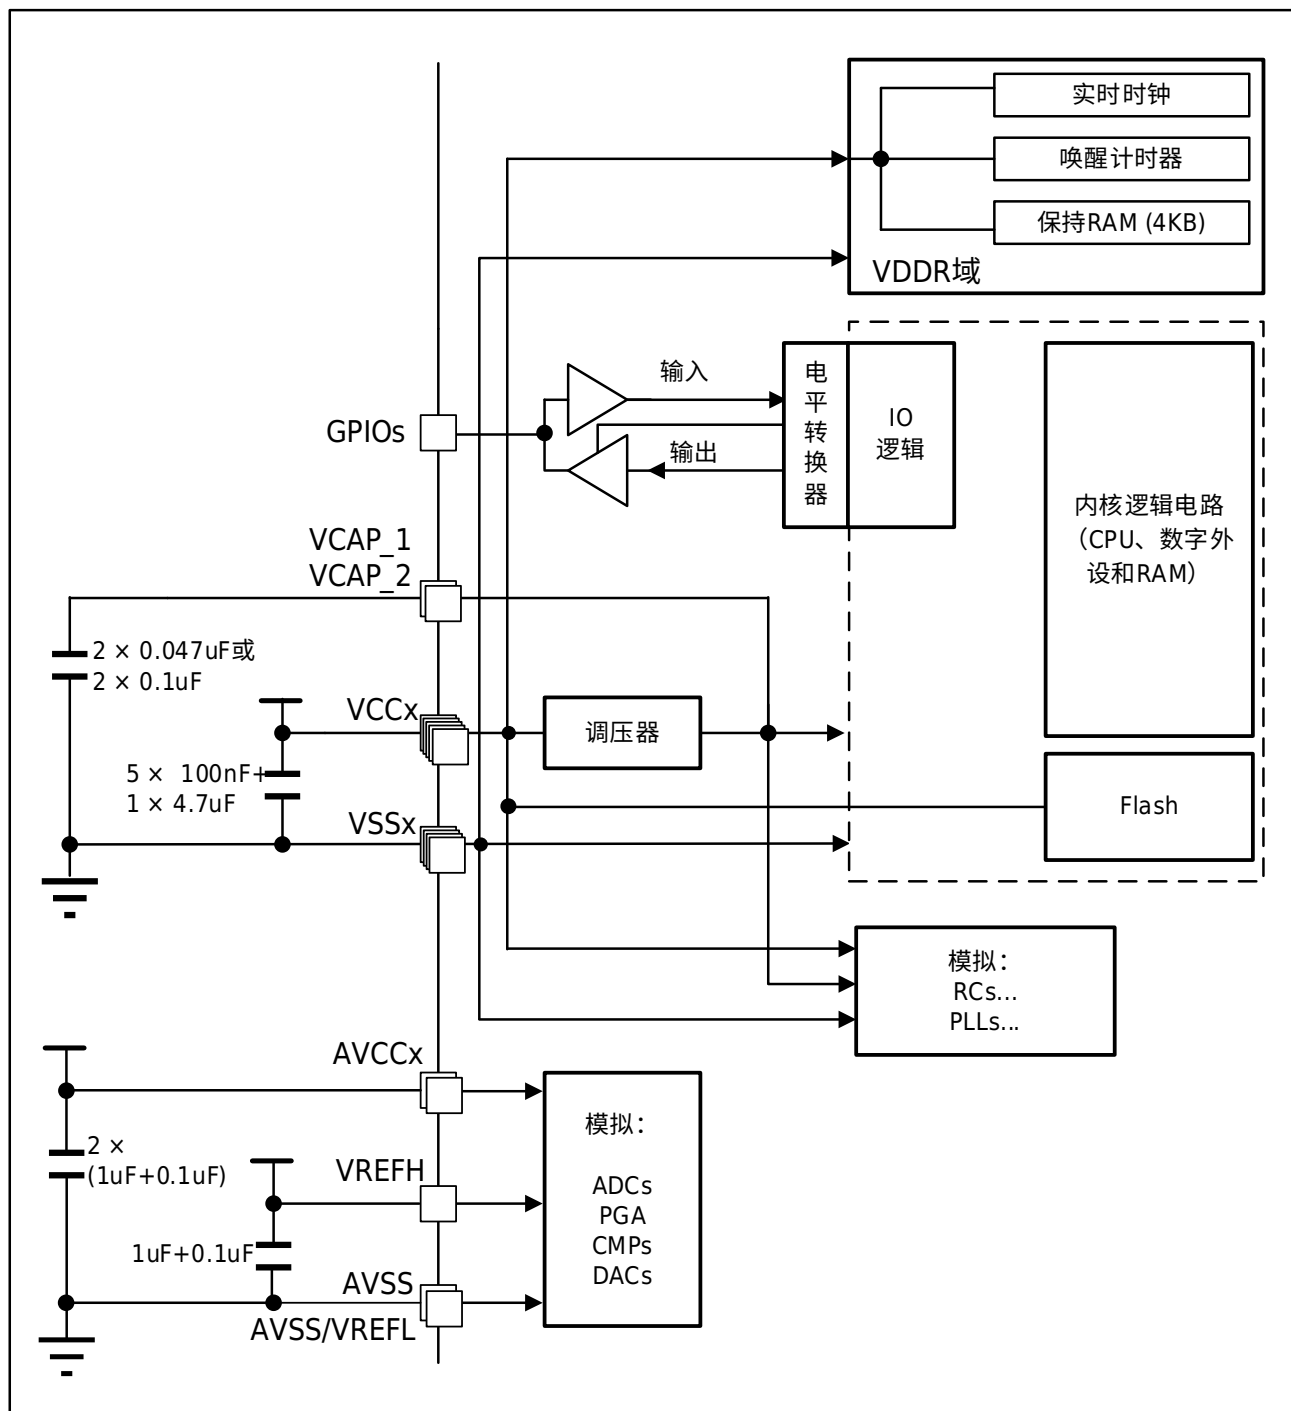 实时时钟
唤醒计时器
保持RAM (4KB)
VDDR域
输入
输出
电
平
转
换
器
IO
逻辑
GPIOs
内核逻辑电路
（CPU、数字外
设和RAM）
VCAP_1
VCAP_2
2 × 0.047uF或
2 × 0.1uF
VCCx
调压器
5 × 100nF+
1 × 4.7uF
VSSx
Flash
模拟：
RCs...
PLLs...
AVCCx
2 ×
(1uF+0.1uF)
VREFH
1uF+0.1uF
AVSS
AVSS/VREFL
模拟：
ADCs
PGA
CMPs
DACs